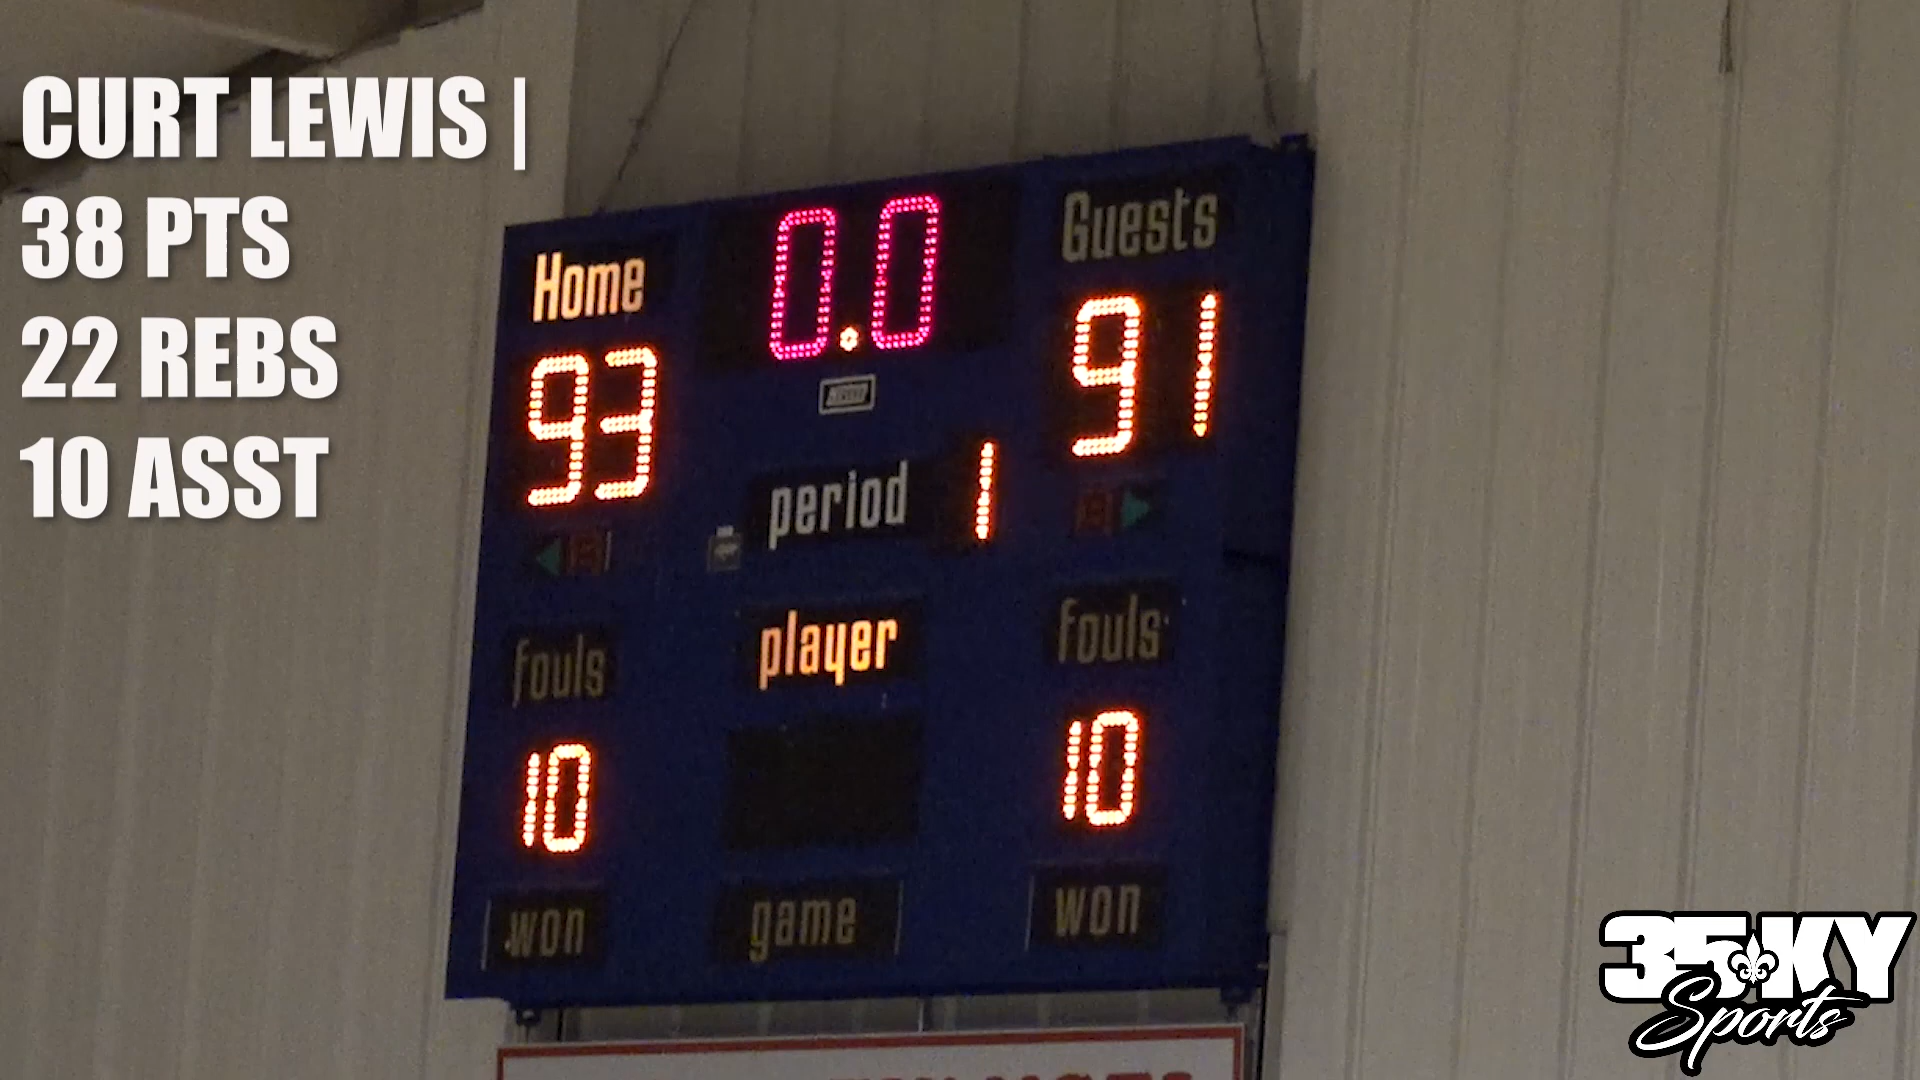 CURT LEWIS |
38 PTS
22 REBS
10 ASST
Home
0.0
Guests
93
91
period 1
fouls
player
fouls
10
10
won
game
won
35KY
Sports